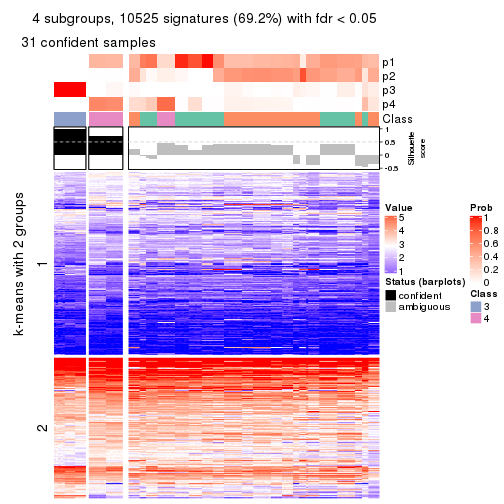 4 subgroups, 10525 signatures (69.2%) with fdr < 0.05
31 confident samples
p1
p2
p3
p4
Class
1
0.5
0
-0.5
Silhouette
score
k-means with 2 groups
1
2
Value
5
4
3
2
1
Prob
1
0.8
0.6
0.4
0.2
0
Status (barplots)
confident
ambiguous
Class
3
4